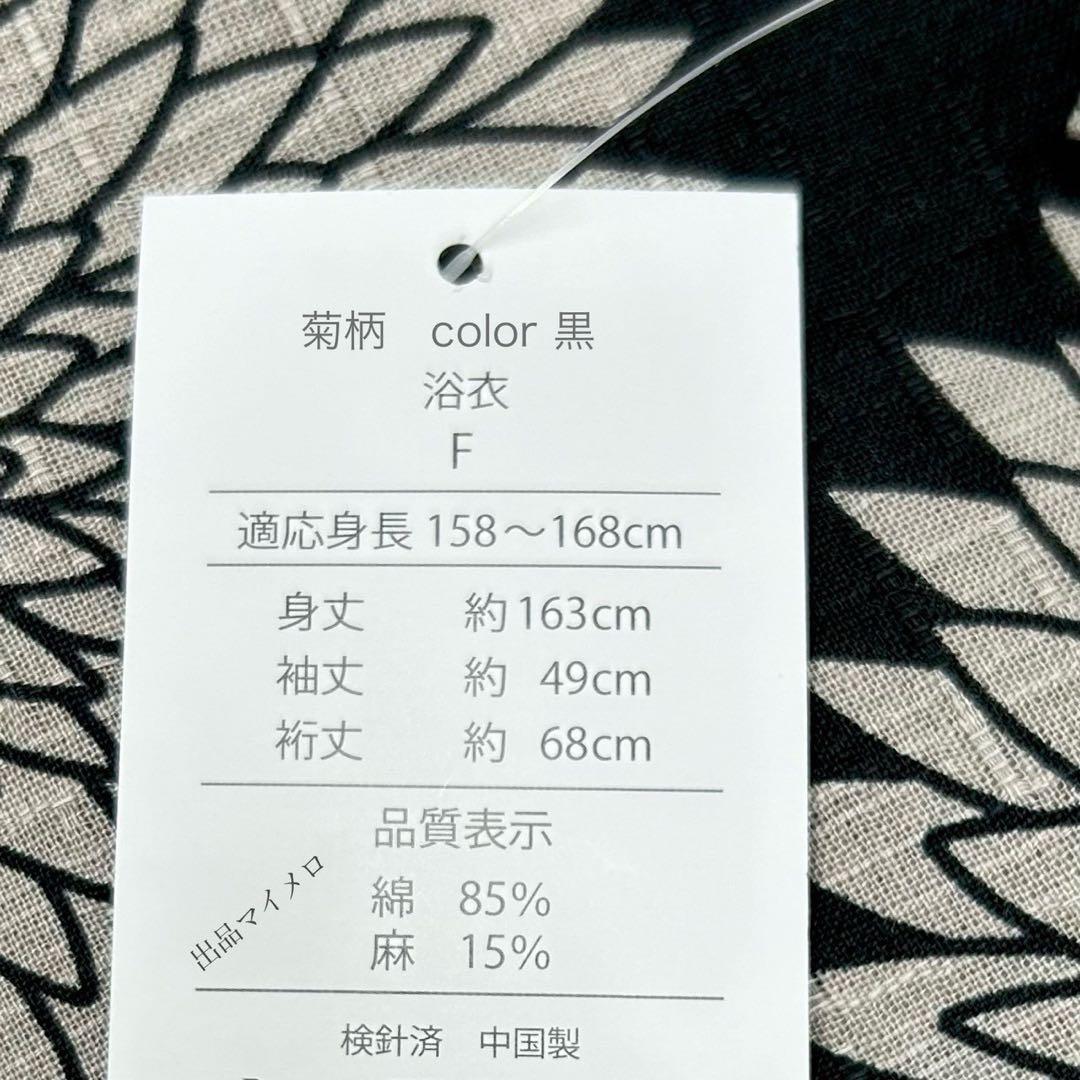 菊柄　color 黒
浴衣
F
適応身長 158～168cm
身丈　約163cm
袖丈　約 49cm
裄丈　約 68cm
品質表示
綿　85%
麻　15%
出品マイメロ
検針済　中国製